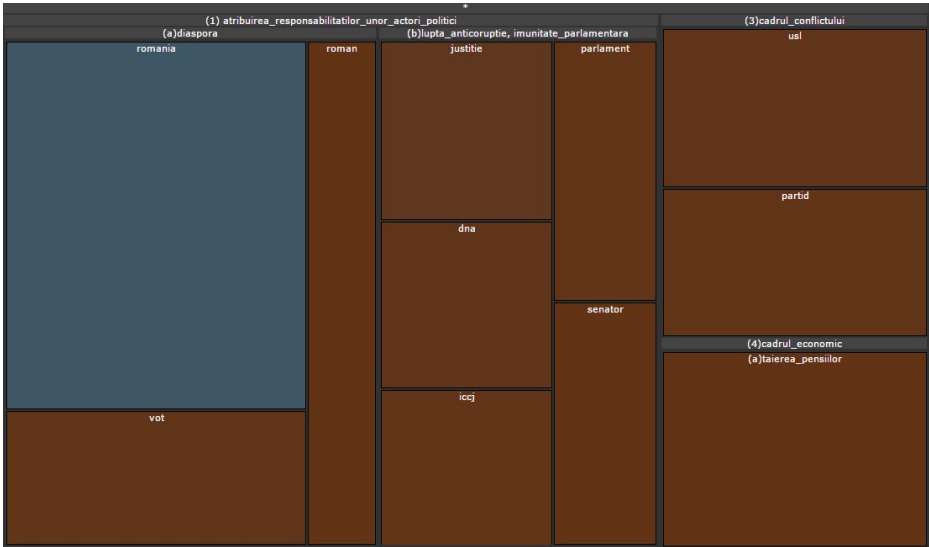 *
(1) atribuirea_responsabilitatilor_unor_actori_politici
(3)cadrul_conflictului
(a)diaspora
(b)lupta_anticoruptie, imunitate_parlamentara
usl
romania
roman
justitie
parlament
partid
dna
senator
(4)cadrul_economic
(a)taierea_pensiilor
iccj
vot